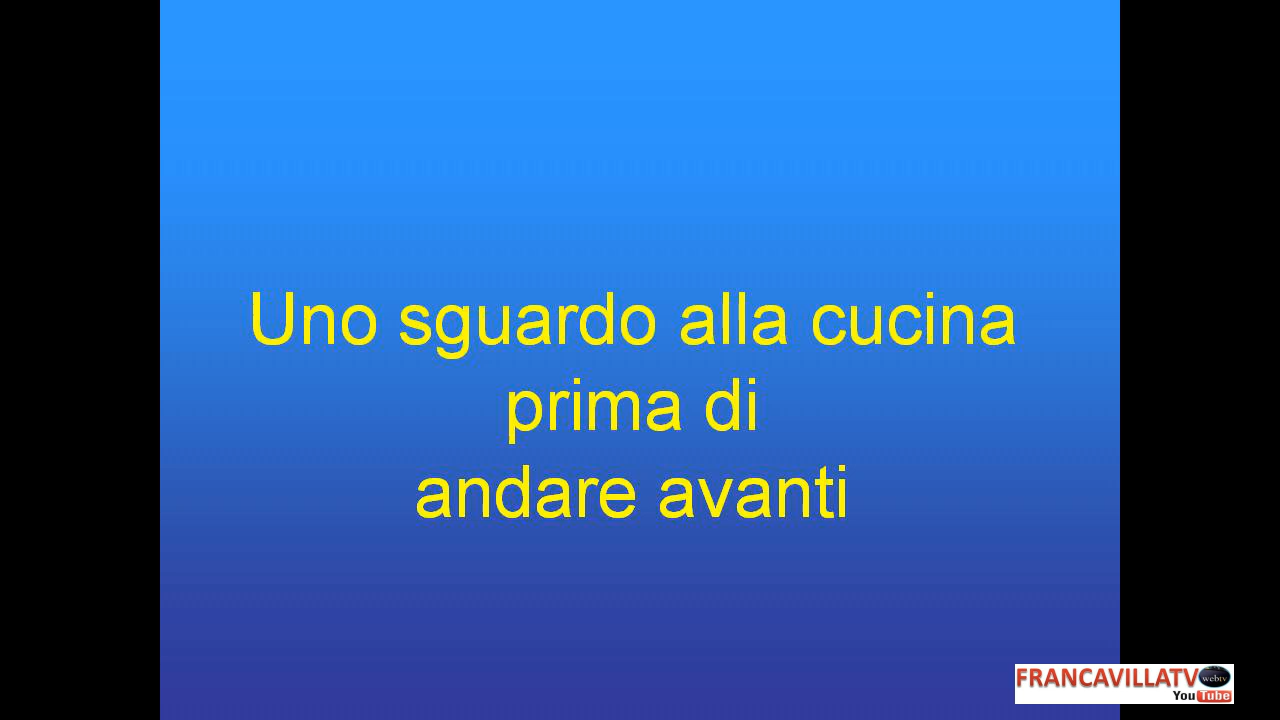 Uno sguardo alla cucina
prima di
andare avanti
FRANCAVILLATV
webtv
YouTube